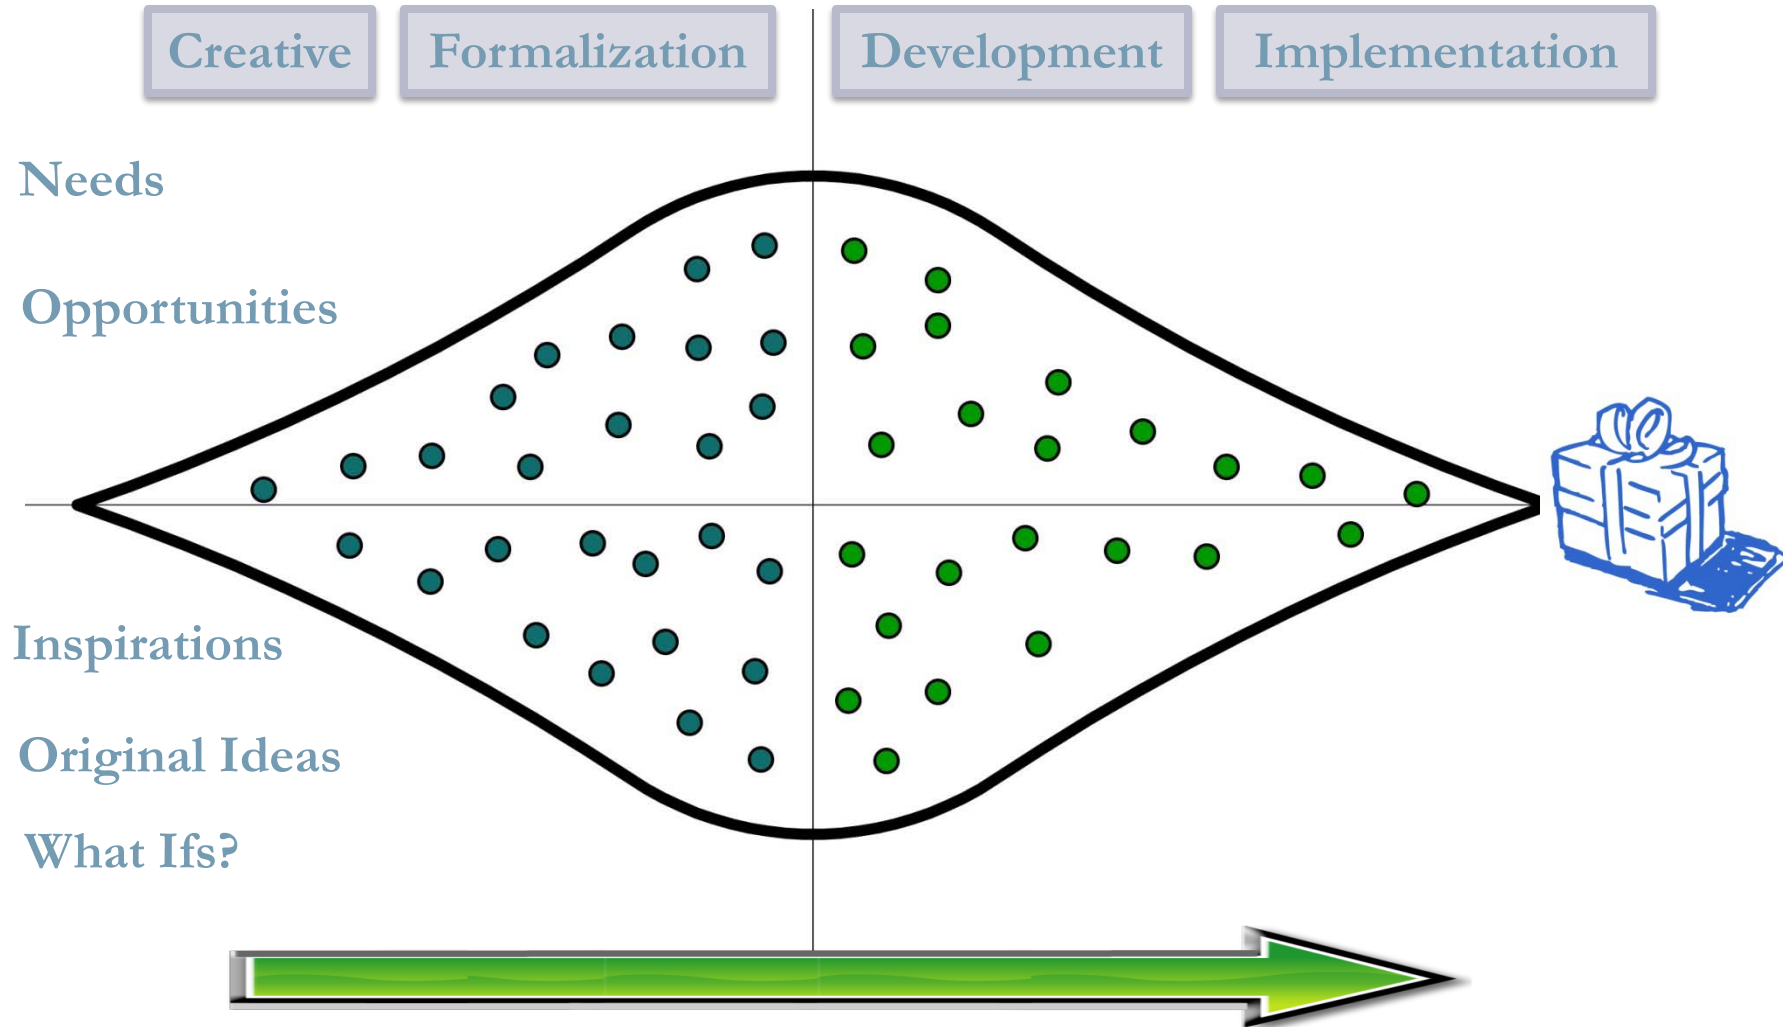 Creative
Formalization
Development
Implementation
Needs
Opportunities
Inspirations
Original Ideas
What Ifs?